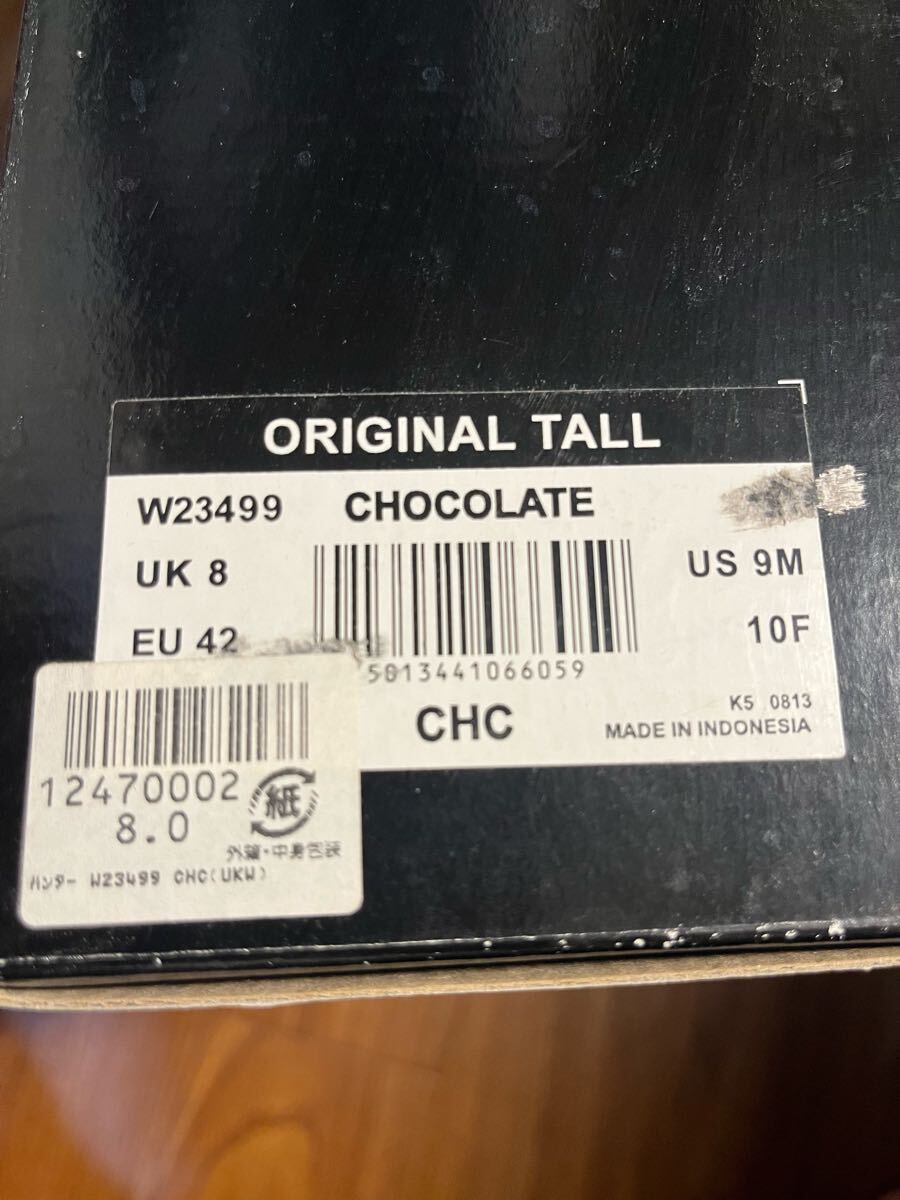 ORIGINAL TALL
W23499 CHOCOLATE
UK 8 US 9M
EU 42 10F
5013441066059
CHC K5 0813
MADE IN INDONESIA
12470002
8.0
紙
外箱・中身包装
ハンター W23499 CHC(UKW)